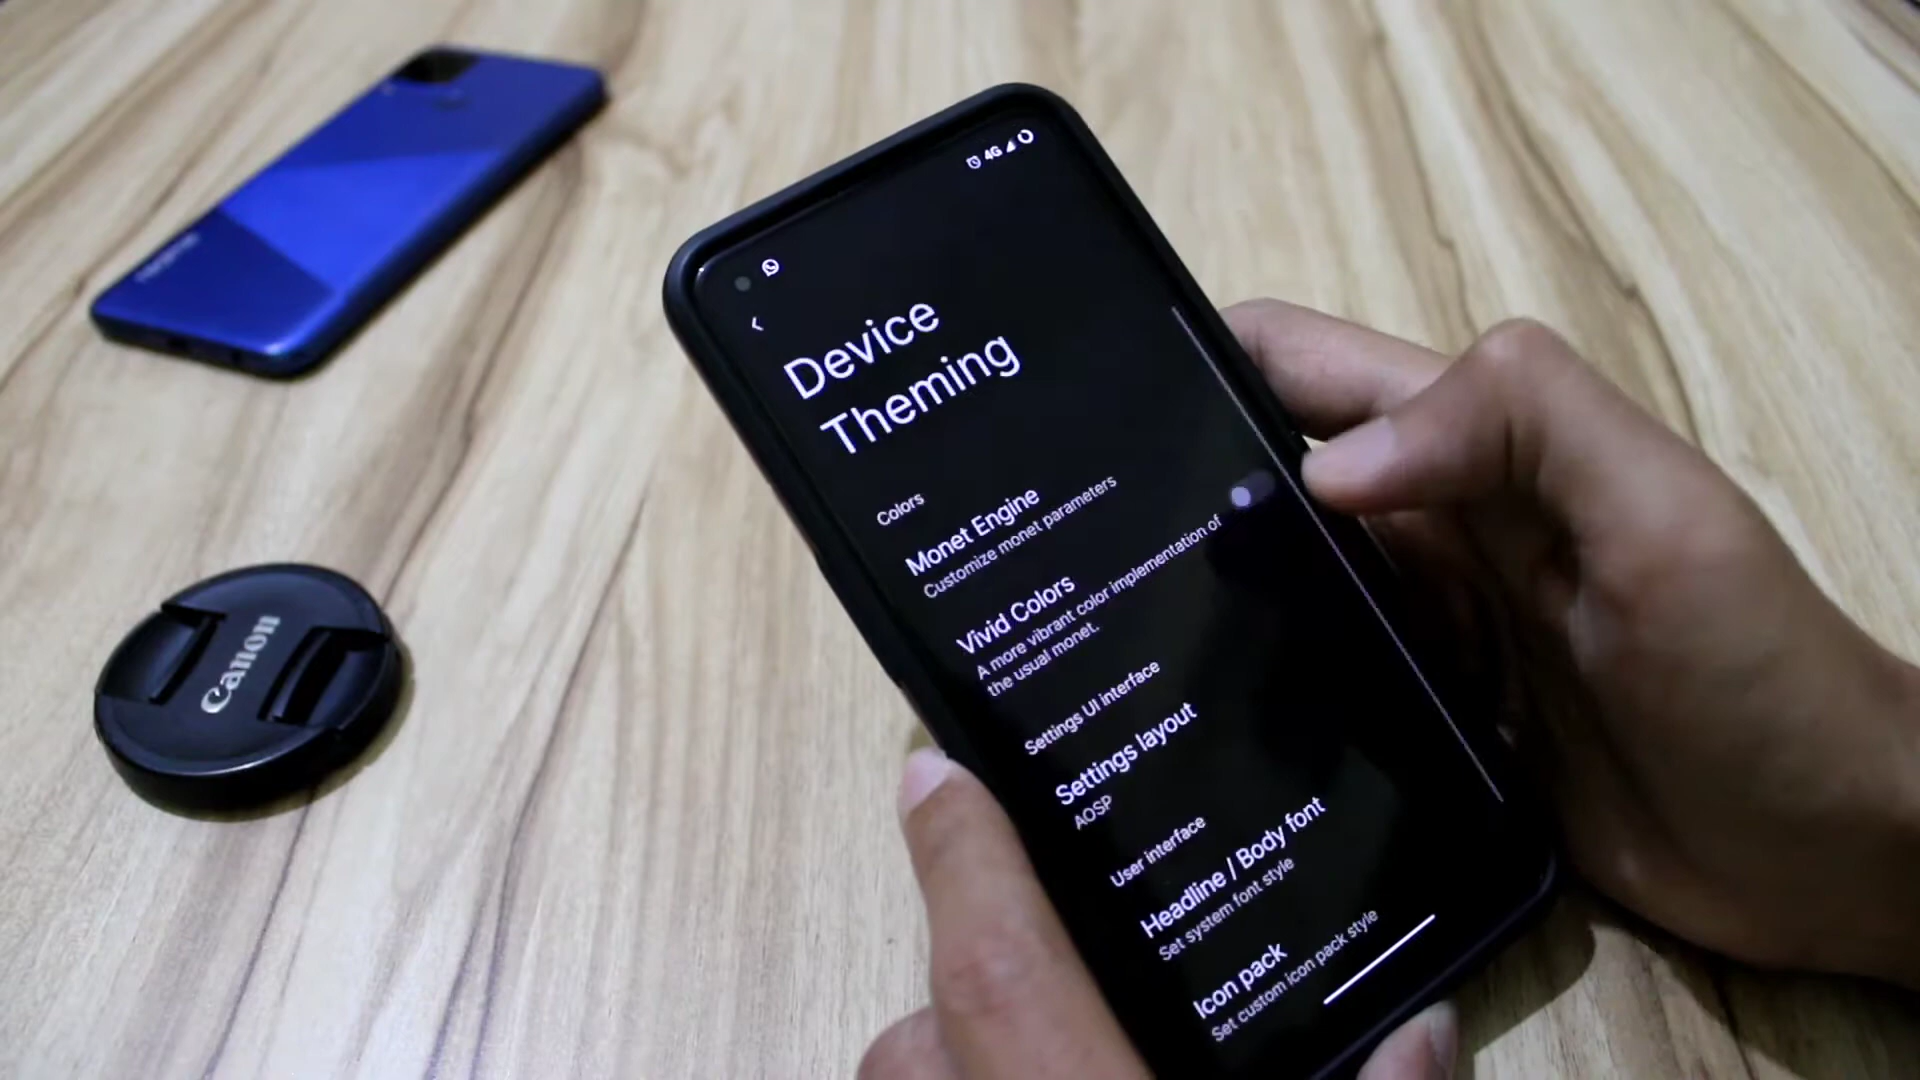 4G
Device
Theming
Colors
Monet Engine
Customize monet parameters
Vivid Colors
A more vibrant color implementation of
the usual monet.
Settings UI interface
Settings layout
AOSP
User interface
Headline / Body font
Set system font style
Icon pack
Set custom icon pack style
Canon